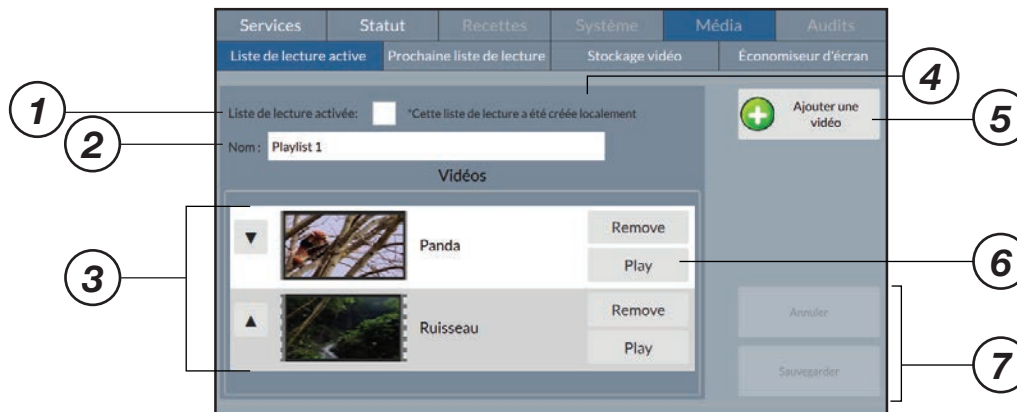 Services Statut Recettes Système Média Audits
Liste de lecture active Prochaine liste de lecture Stockage vidéo Économiseur d'écran
4
1 Liste de lecture activée: *Cette liste de lecture a été créée localement Ajouter une vidéo 5
2 Nom: Playlist 1
Vidéos
3
▼ Panda Remove
Play 6
▲ Ruisseau Remove
Play
Annuler
Sauvegarder
7